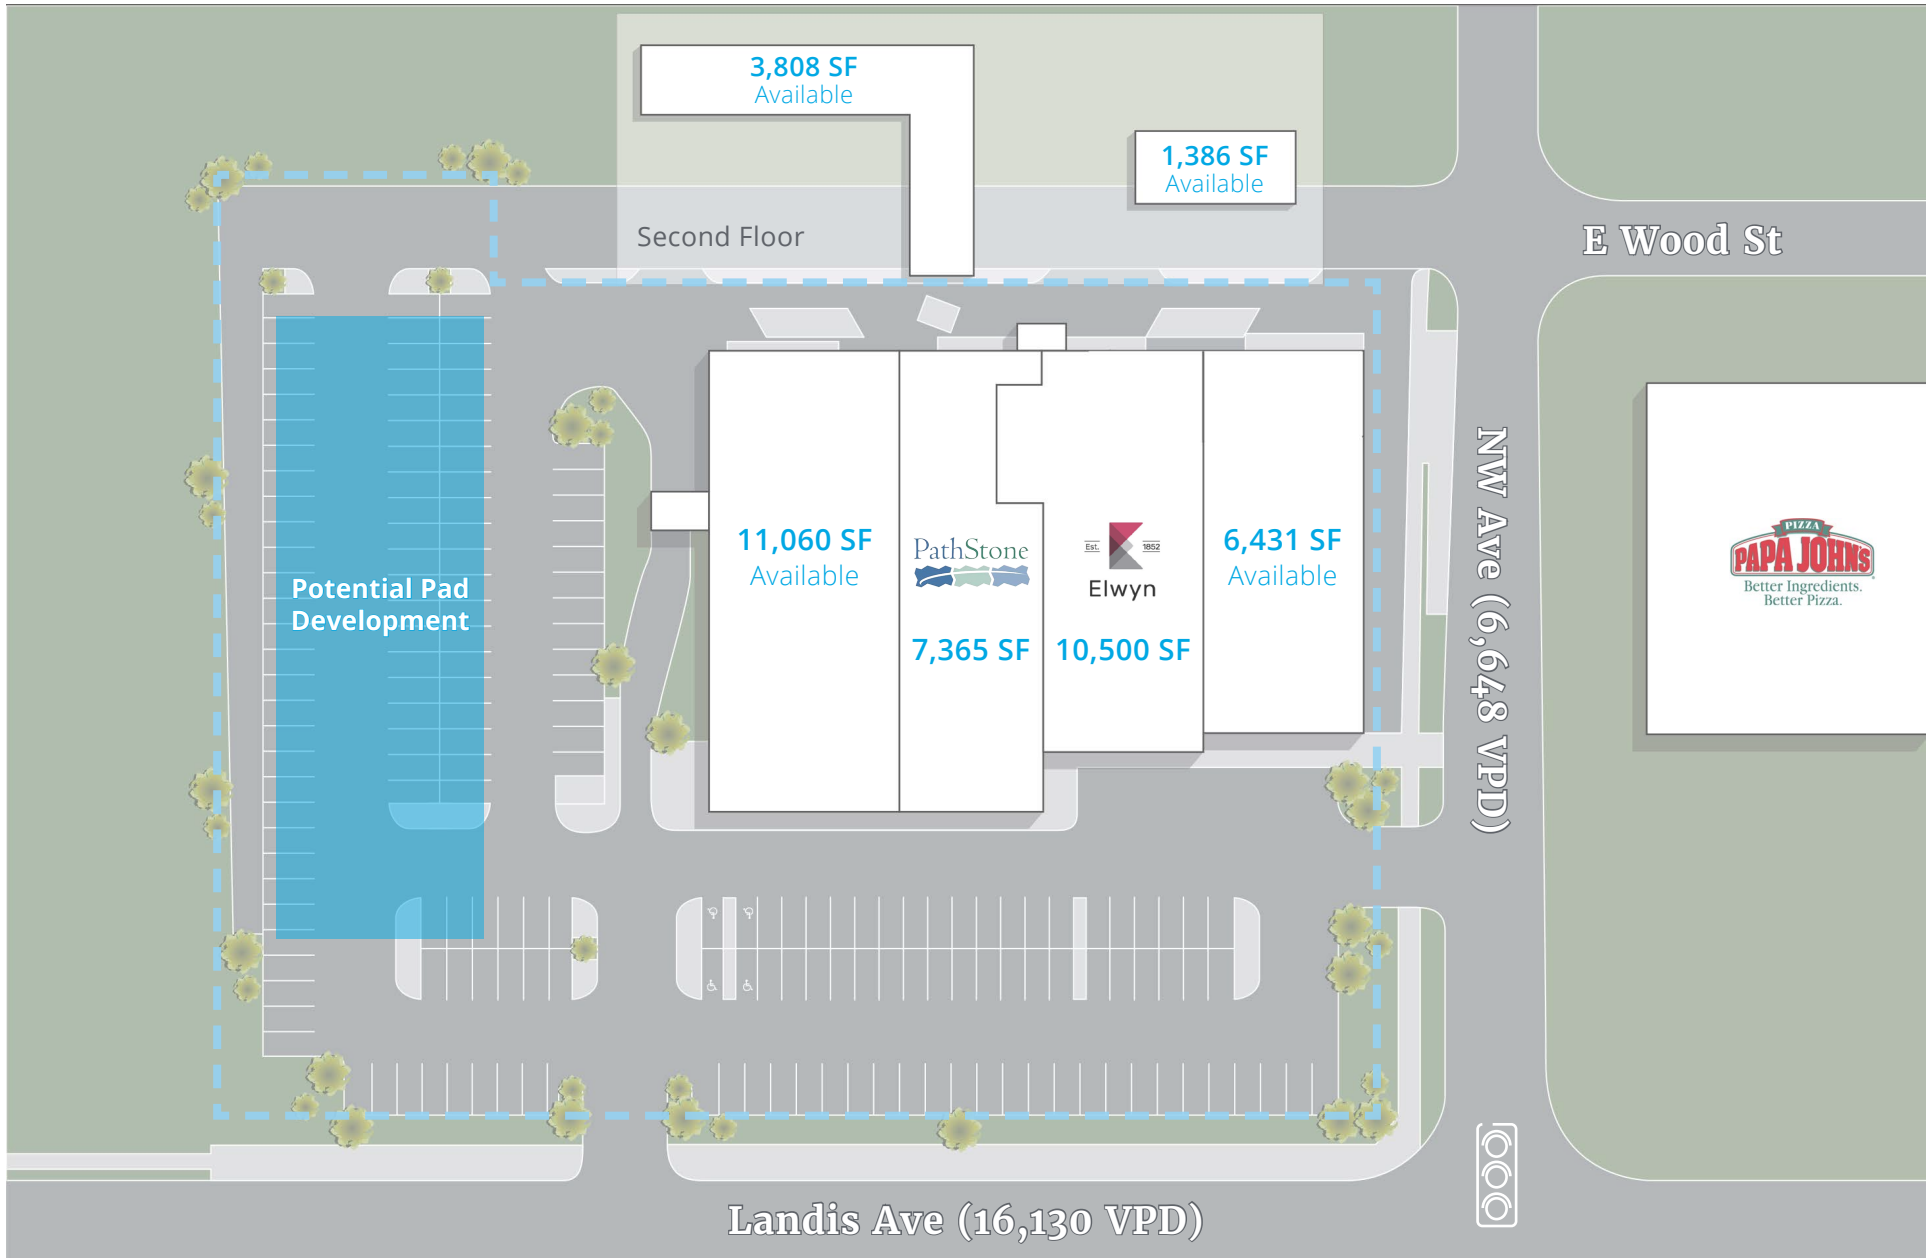 3,808 SF
Available
1,386 SF
Available
Second Floor
E Wood St
11,060 SF
Available
PathStone
7,365 SF
Est.
1852
Elwyn
10,500 SF
6,431 SF
Available
Potential Pad
Development
NW Ave (6,648 VPD)
PIZZA
PAPA JOHNS
Better Ingredients.
Better Pizza.
Landis Ave (16,130 VPD)